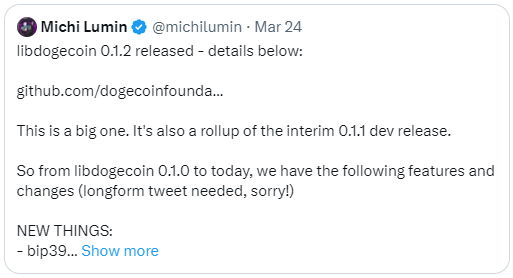 Michi Lumin @michilumin · Mar 24
libdogecoin 0.1.2 released - details below:
github.com/dogecoinfounda...
This is a big one. It's also a rollup of the interim 0.1.1 dev release.
So from libdogecoin 0.1.0 to today, we have the following features and
changes (longform tweet needed, sorry!)
NEW THINGS:
- bip39... Show more